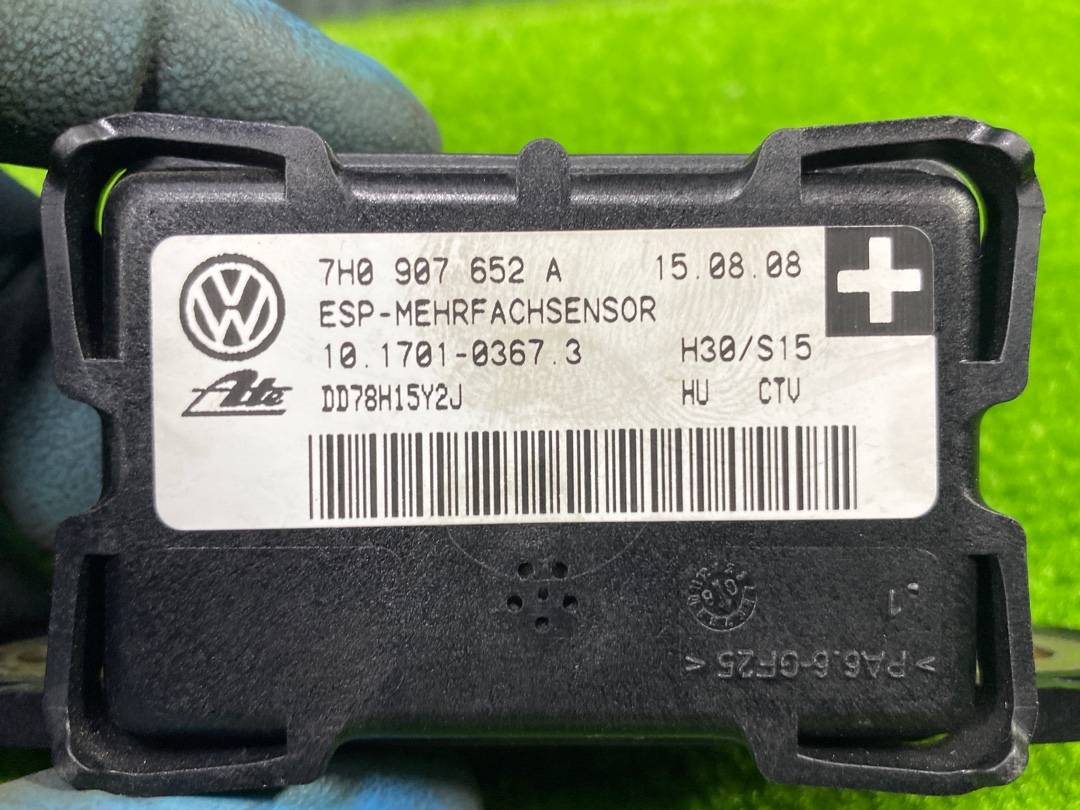 7H0 907 652 A 15.08.08
ESP-MEHRFACHSENSOR
10.1701-0367.3 H30/S15
Ate DD78H15Y2J HU CTV
>PA6.6-GF25<